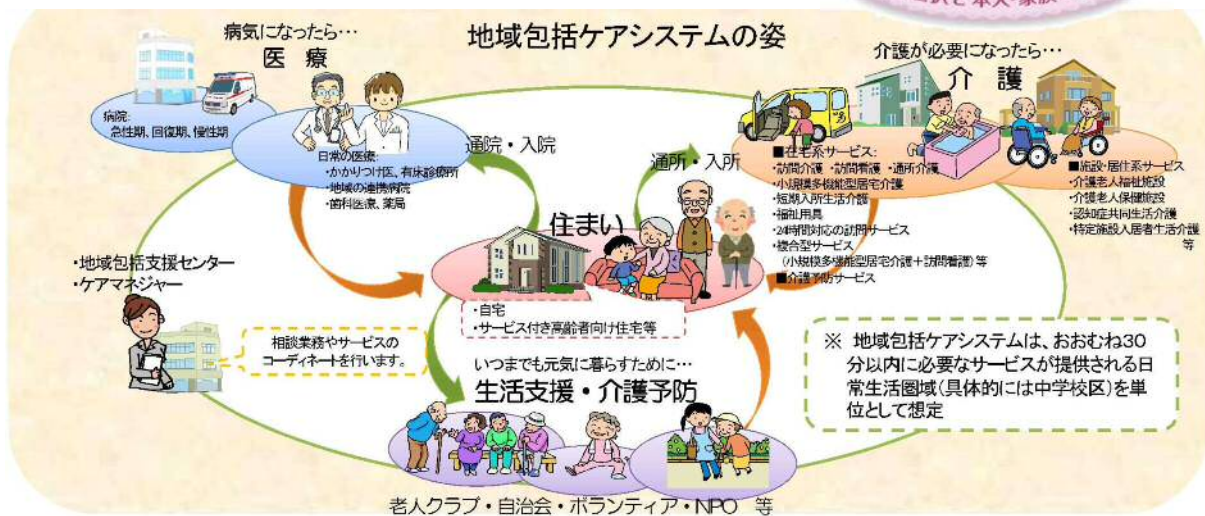 地域包括ケアシステムの姿
病気になったら…
医 療
病院:
急性期、回復期、慢性期
日常の医療:
・かかりつけ医、有床診療所
・地域の連携病院
・歯科医療、薬局
通院・入院
通所・入所
介護が必要になったら…
介 護
■在宅系サービス:
・訪問介護 ・訪問看護 ・通所介護
・小規模多機能型居宅介護
・短期入所生活介護
・福祉用具
・24時間対応の訪問サービス
・複合型サービス
(小規模多機能型居宅介護+訪問看護)等
■介護予防サービス
■施設・居住系サービス
・介護老人福祉施設
・介護老人保健施設
・認知症共同生活介護
・特定施設入居者生活介護
等
住まい
・自宅
・サービス付き高齢者向け住宅等
・地域包括支援センター
・ケアマネジャー
相談業務やサービスの
コーディネートを行います。
いつまでも元気に暮らすために…
生活支援・介護予防
老人クラブ・自治会・ボランティア・NPO 等
※ 地域包括ケアシステムは、おおむね30
分以内に必要なサービスが提供される日
常生活圏域(具体的には中学校区)を単
位として想定